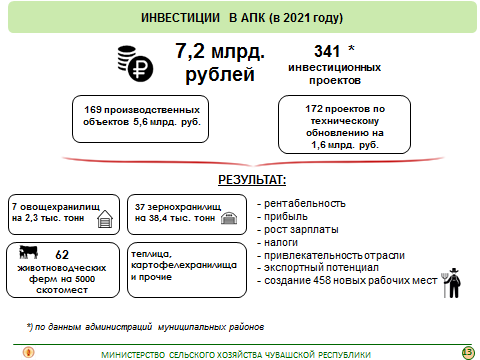 ИНВЕСТИЦИИ В АПК (в 2021 году)
7,2 млрд.
рублей
341 *
инвестиционных
проектов
169 производственных
объектов 5,6 млрд. руб.
172 проектов по
техническому
обновлению на
1,6 млрд. руб.
РЕЗУЛЬТАТ:
7 овощехранилищ
на 2,3 тыс. тонн
37 зернохранилищ
на 38,4 тыс. тонн
62
животноводческих
ферм на 5000
скотомест
теплица,
картофелехранилища
и прочие
- рентабельность
- прибыль
- рост зарплаты
- налоги
- привлекательность отрасли
- экспортный потенциал
- создание 458 новых рабочих мест
*) по данным администраций муниципальных районов
МИНИСТЕРСТВО СЕЛЬСКОГО ХОЗЯЙСТВА ЧУВАШСКОЙ РЕСПУБЛИКИ
13